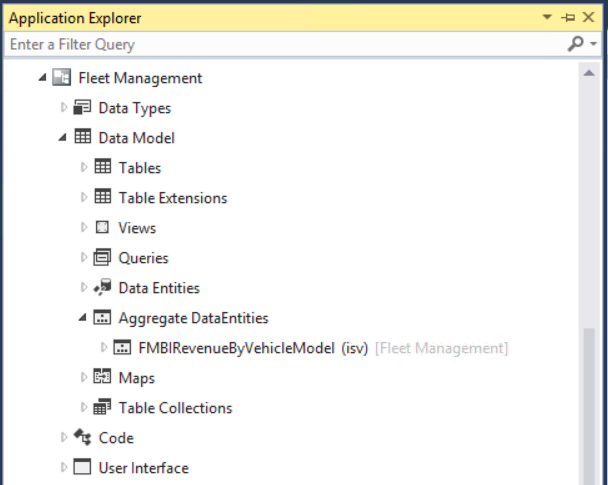 Application Explorer
Enter a Filter Query
Fleet Management
Data Types
Data Model
Tables
Table Extensions
Views
Queries
Data Entities
Aggregate DataEntities
FMBIRevenueByVehicleModel (isv) [Fleet Management]
Maps
Table Collections
Code
User Interface